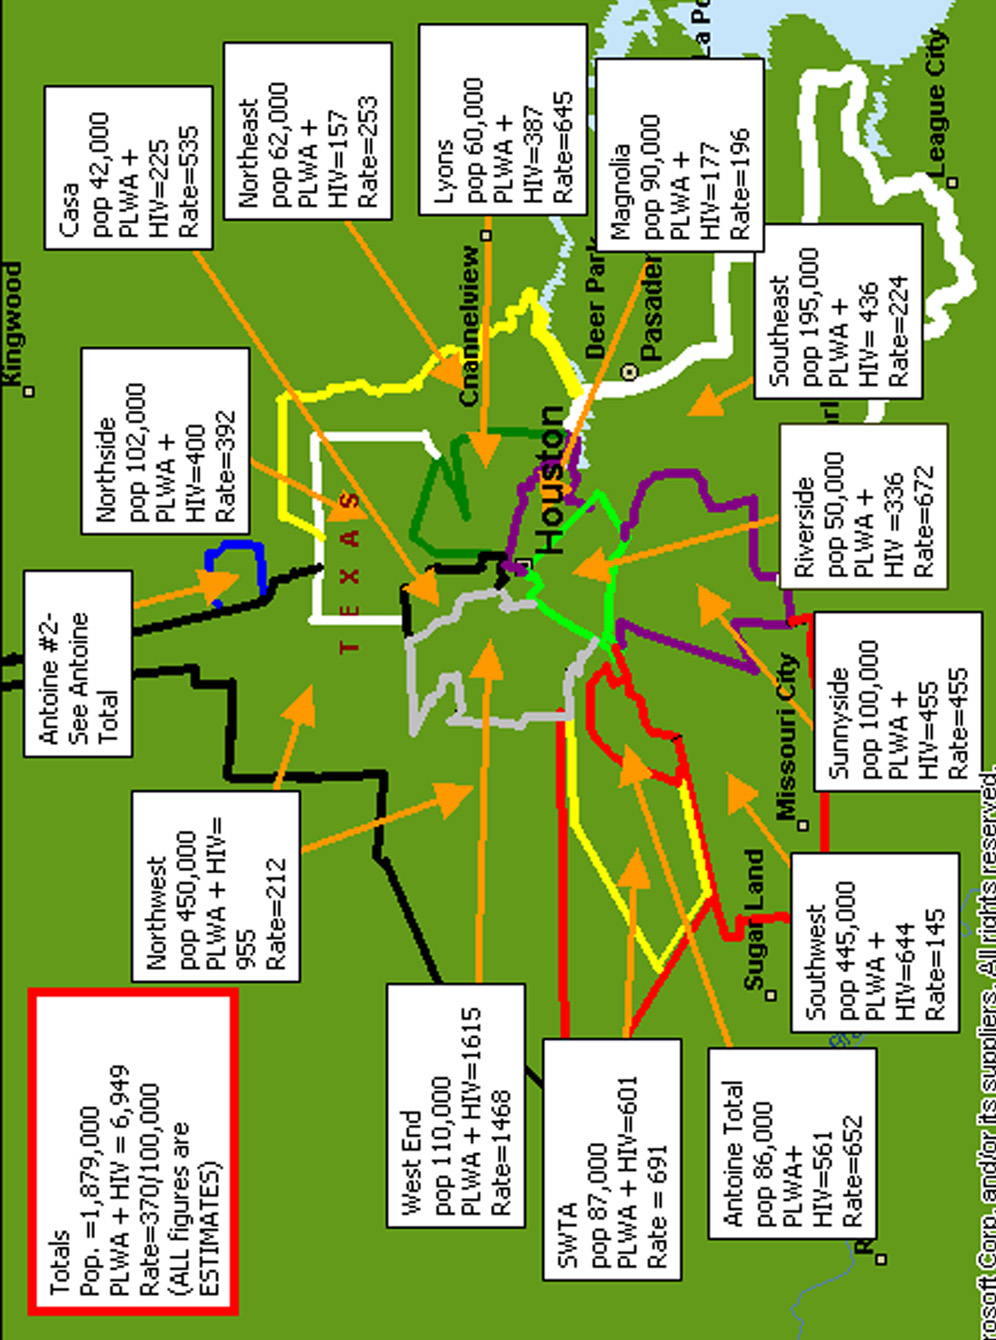 Totals
Pop. =1,879,000
PLWA + HIV = 6,949
Rate=370/100,000
(ALL figures are
ESTIMATES)
Northwest
pop 450,000
PLWA + HIV=
955
Rate=212
Antoine #2-
See Antoine
Total
Northside
pop 102,000
PLWA +
HIV=400
Rate=392
Casa
pop 42,000
PLWA +
HIV=225
Rate=535
Northeast
pop 62,000
PLWA +
HIV=157
Rate=253
Kingwood
T E X A S
Channelview
West End
pop 110,000
PLWA + HIV=1615
Rate=1468
Lyons
pop 60,000
PLWA +
HIV=387
Rate=645
Houston
Deer Park
Magnolia
pop 90,000
PLWA +
HIV=177
Rate=196
La Po
SWTA
pop 87,000
PLWA + HIV=601
Rate = 691
Antoine Total
pop 86,000
PLWA+
HIV=561
Rate=652
Sugar Land
Missouri City
Southwest
pop 445,000
PLWA +
HIV=644
Rate=145
Sunnyside
pop 100,000
PLWA +
HIV=455
Rate=455
Riverside
pop 50,000
PLWA +
HIV =336
Rate=672
Pasader
Southeast
pop 195,000
PLWA +
HIV= 436
Rate=224
League City
R
rosoft Corp. and/or its suppliers. All rights reserved.